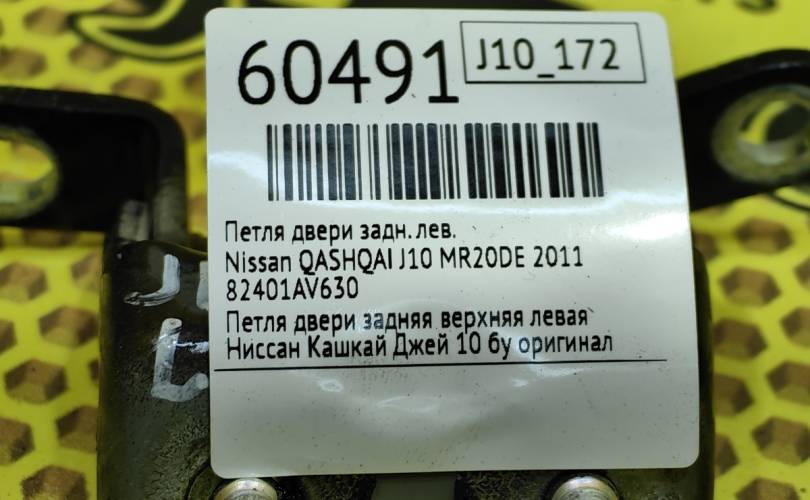 60491
J10_172
Петля двери задн.лев.
Nissan QASHQAI J10 MR20DE 2011
82401AV630
Петля двери задняя верхняя левая
Ниссан Кашкай Джей 10 бу оригинал